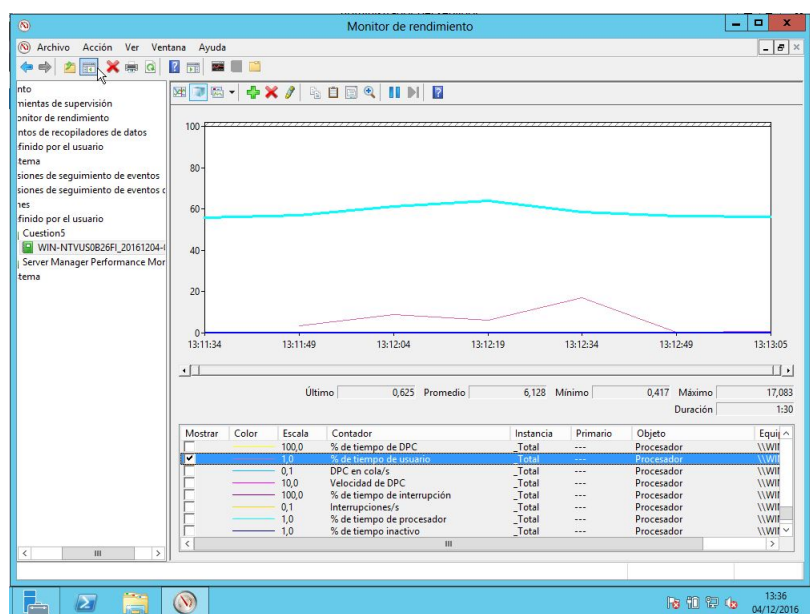 Monitor de rendimiento
Archivo Acción Ver Ventana Ayuda
nto
mientas de supervisión
onitor de rendimiento
ntos de recopiladores de datos
finido por el usuario
tema
siones de seguimiento de eventos
siones de seguimiento de eventos c
nes
finido por el usuario
Cuestion5
WIN-NTVUS0B26FI_20161204-(
Server Manager Performance Mor
tema
100
80
60
40
20
0
13:11:34 13:11:49 13:12:04 13:12:19 13:12:34 13:12:49 13:13:05
Último 0,625 Promedio 6,128 Mínimo 0,417 Máximo 17,083
Duración 1:30
Mostrar Color Escala Contador Instancia Primario Objeto Equi
100,0 % de tiempo de DPC _Total --- Procesador \\WI
1,0 % de tiempo de usuario _Total --- Procesador \\WI
0,1 DPC en cola/s _Total --- Procesador \\WI
10,0 Velocidad de DPC _Total --- Procesador \\WI
100,0 % de tiempo de interrupción _Total --- Procesador \\WI
0,1 Interrupciones/s _Total --- Procesador \\WI
1,0 % de tiempo de procesador _Total --- Procesador \\WI
1,0 % de tiempo inactivo _Total --- Procesador \\WI
13:36
04/12/2016